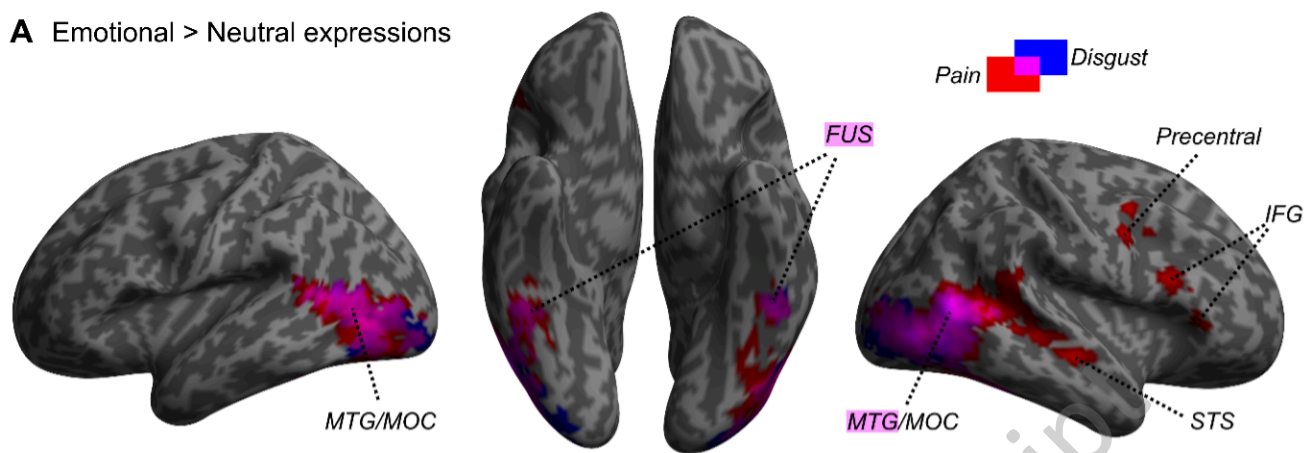 A Emotional > Neutral expressions
Pain
Disgust
FUS
Precentral
IFG
MTG/MOC
MTG/MOC
STS